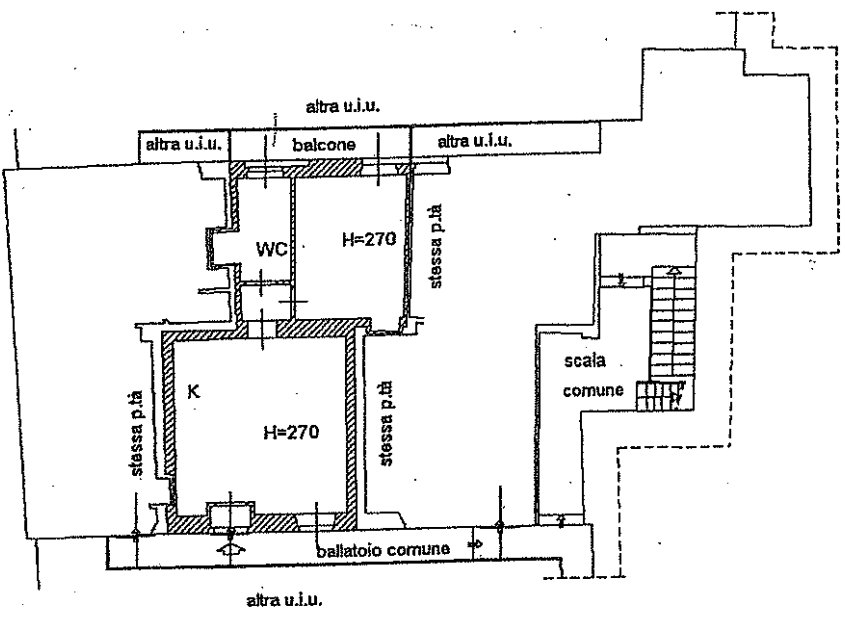 altra u.i.u.
altra u.i.u.
balcone
altra u.i.u.
WC
H=270
stessa p.tà
scala
comune
K
H=270
stessa p.tà
stessa p.tà
ballatoio comune
altra u.i.u.